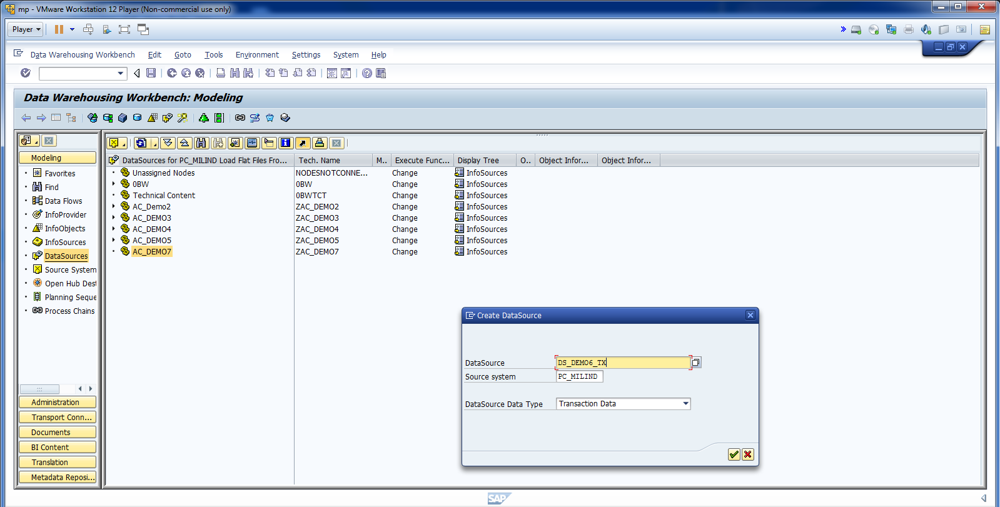 mp - VMware Workstation 12 Player (Non-commercial use only)
Player
Data Warehousing Workbench Edit Goto Tools Environment Settings System Help
Data Warehousing Workbench: Modeling
Modeling
Favorites
Find
Data Flows
InfoProvider
InfoObjects
InfoSources
DataSources
Source System
Open Hub Dest
Planning Seque
Process Chains
Administration
Transport Conn...
Documents
BI Content
Translation
Metadata Reposi...
DataSources for PC_MILIND Load Flat Files Fro... Tech. Name M.. Execute Func... Display Tree O.. Object Infor... Object Infor...
Unassigned Nodes NODESNOTCONNE... Change InfoSources
0BW 0BW Change InfoSources
Technical Content 0BWTCT Change InfoSources
AC_Demo2 ZAC_DEMO2 Change InfoSources
AC_DEMO3 ZAC_DEMO3 Change InfoSources
AC_DEMO4 ZAC_DEMO4 Change InfoSources
AC_DEMO5 ZAC_DEMO5 Change InfoSources
AC_DEMO7 ZAC_DEMO7 Change InfoSources
Create DataSource
DataSource DS_DEMO6_TX
Source system PC_MILIND
DataSource Data Type Transaction Data
SAP